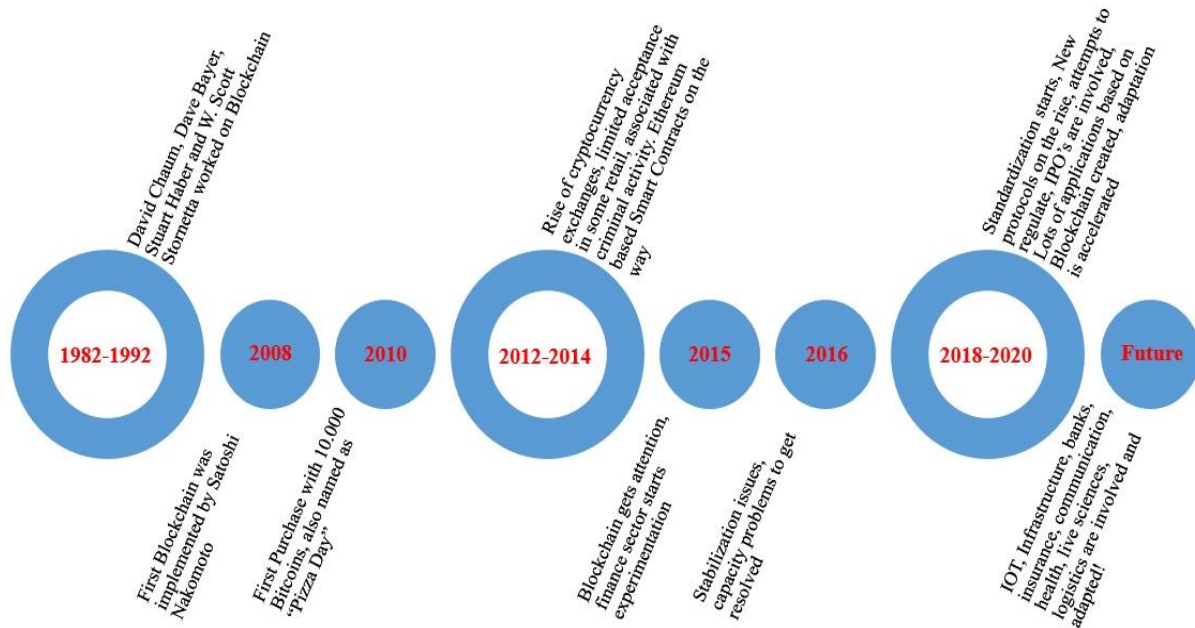 1982-1992
David Chaum, Dave Bayer,
Stuart Haber and W. Scott
Stornetta worked on Blockchain
2008
First Blockchain was
implemented by Satoshi
Nakomoto
2010
First Purchase with 10.000
Bitcoins, also named as
“Pizza Day”
2012-2014
Rise of cryptocurrency
exchanges, limited acceptance
in some retail, associated with
criminal activity. Ethereum
based Smart Contracts on the
way
2015
Blockchain gets attention,
finance sector starts
experimentation
2016
Stabilization issues,
capacity problems to get
resolved
2018-2020
Standardization starts, New
protocols on the rise, attempts to
regulate, IPO’s are involved,
Lots of applications based on
Blockchain created, adaptation
is accelerated
Future
IOT, Infrastructure, banks,
insurance, communication,
health, live sciences,
logistics are involved and
adapted!